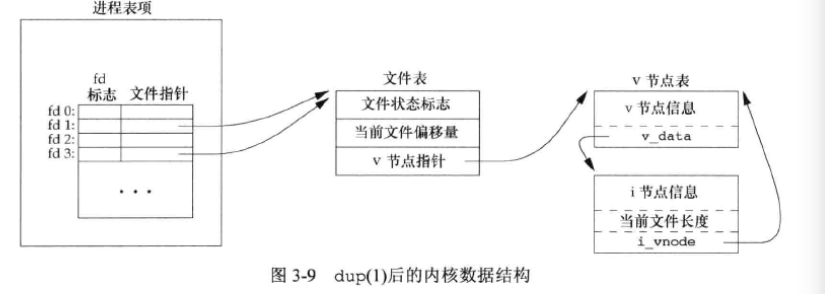 进程表项
fd
标志 文件指针
fd 0:
fd 1:
fd 2:
fd 3:
...
文件表
文件状态标志
当前文件偏移量
v 节点指针
v 节点表
v 节点信息
v_data
i 节点信息
当前文件长度
i_vnode
图 3-9 dup(1)后的内核数据结构